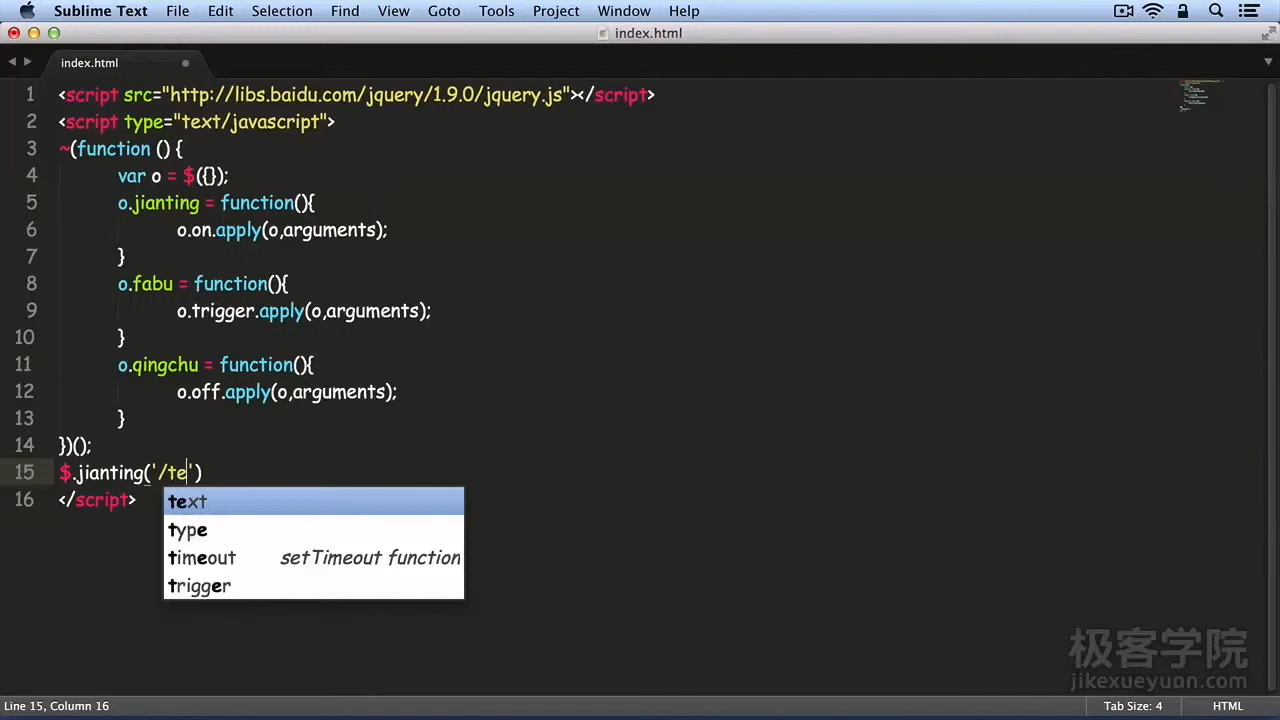 Sublime Text File Edit Selection Find View Goto Tools Project Window Help
index.html
index.html
1 <script src="http://libs.baidu.com/jquery/1.9.0/jquery.js"></script>
2 <script type="text/javascript">
3 ~(function () {
4 var o = $({});
5 o.jianting = function(){
6 o.on.apply(o,arguments);
7 }
8 o.fabu = function(){
9 o.trigger.apply(o,arguments);
10 }
11 o.qingchu = function(){
12 o.off.apply(o,arguments);
13 }
14 })();
15 $.jianting('/te')
16 </script>
text
type
timeout setTimeout function
trigger
极客学院
jikexueyuan.com
Line 15, Column 16 Tab Size: 4 HTML